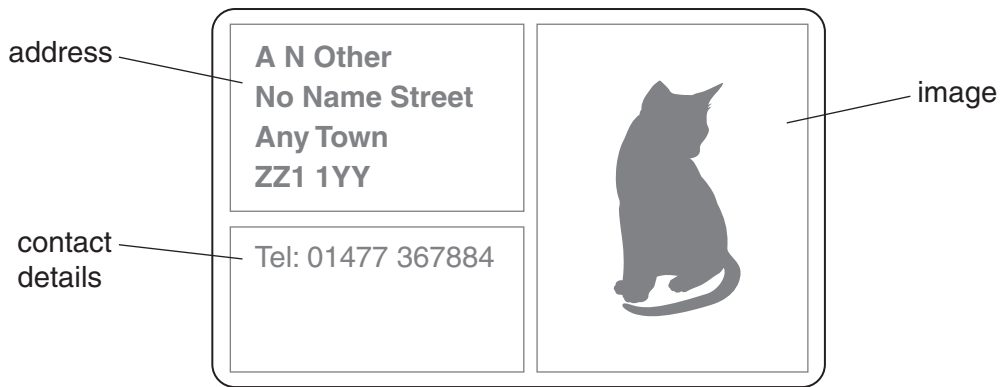 address
A N Other
No Name Street
Any Town
ZZ1 1YY
image
contact
details
Tel: 01477 367884